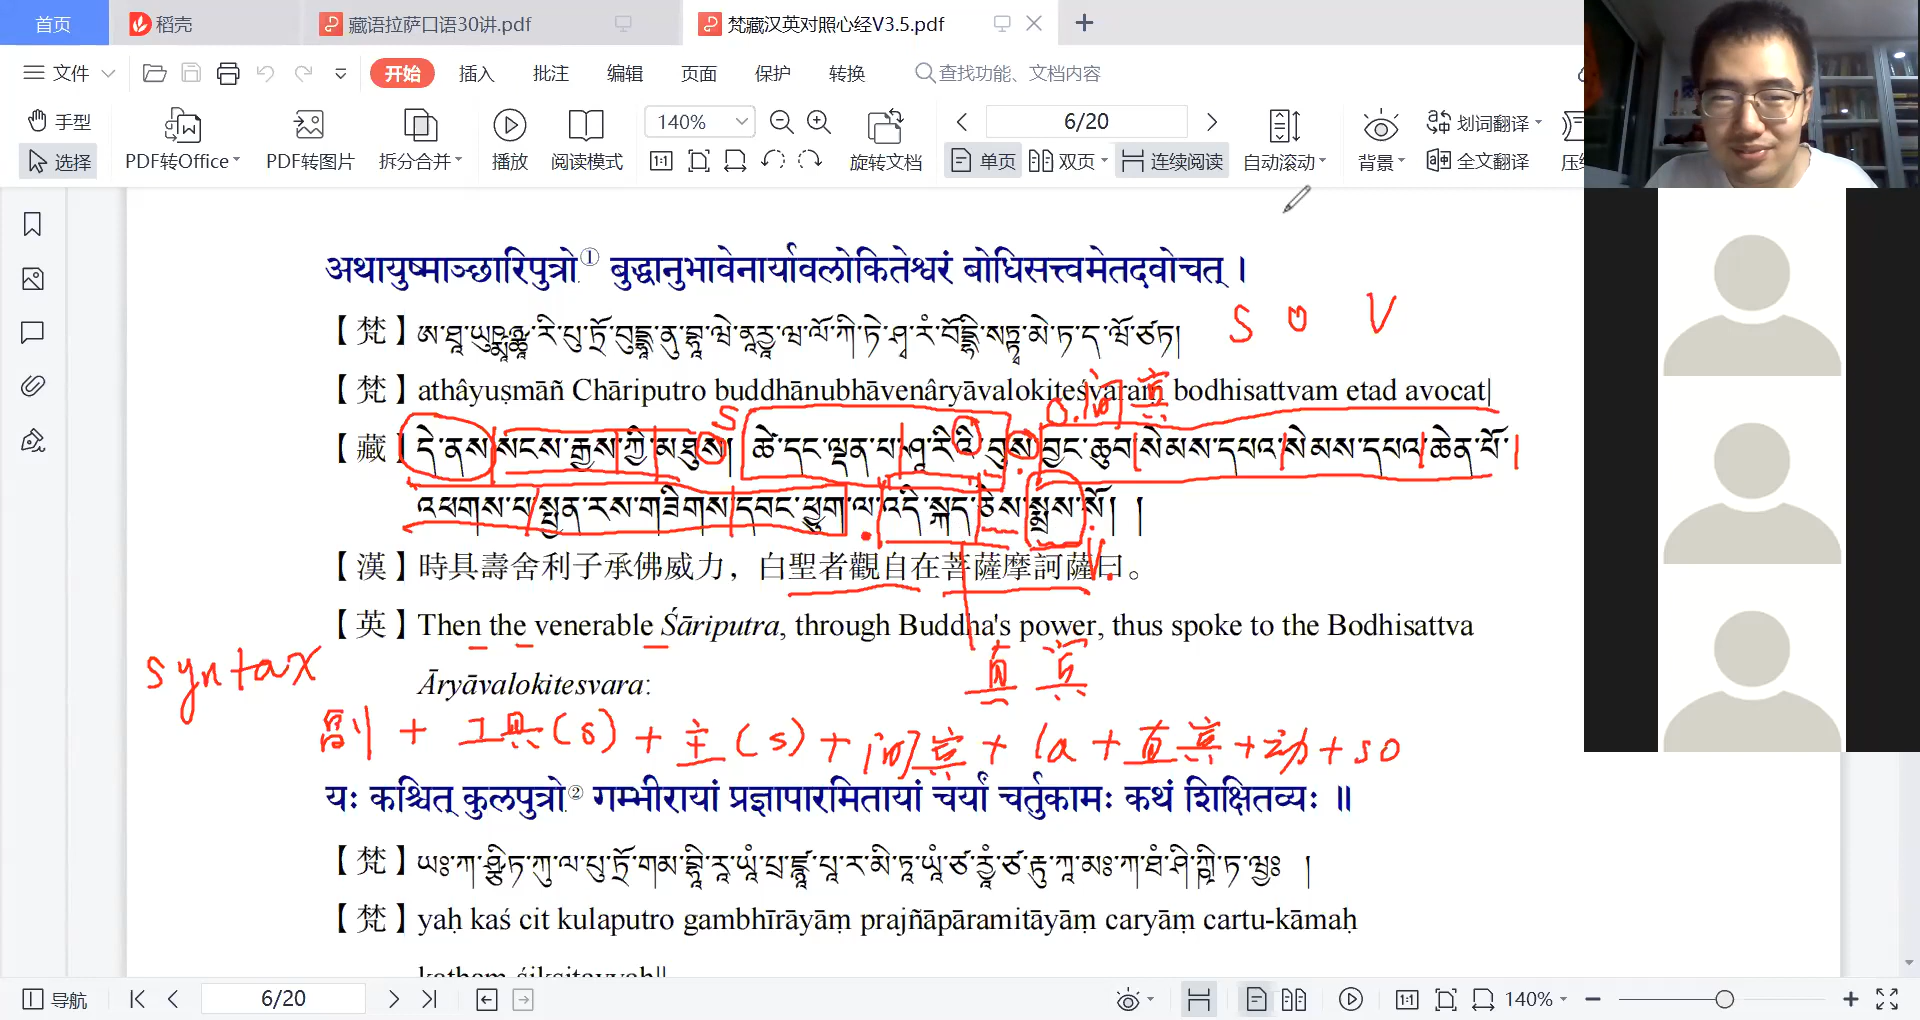 首页
稻壳
藏语拉萨口语30讲.pdf
梵藏汉英对照心经V3.5.pdf
文件
开始
插入
批注
编辑
页面
保护
转换
查找功能、文档内容
手型
选择
PDF转Office
PDF转图片
拆分合并
播放
阅读模式
140%
旋转文档
6/20
单页
双页
连续阅读
自动滚动
背景
划词翻译
全文翻译
अथायुष्माञ्छारिपुत्रो① बुद्धानुभावेनार्यावलोकितेश्वरं बोधिसत्त्वमेतदवोचत् ।
【梵】
S O V
【梵】athâyuṣmāñ Chāriputro buddhānubhāvenâryāvalokiteśvaraṃ bodhisattvam etad avocat|
S O.间宾
【藏】དེ་ནས་སངས་རྒྱས་ཀྱི་མཐུས། ཚེ་དང་ལྡན་པ་ཤཱ་རིའི་བུས་བྱང་ཆུབ་སེམས་དཔའ་སེམས་དཔའ་ཆེན་པོ་
འཕགས་པ་སྤྱན་རས་གཟིགས་དབང་ཕྱུག་ལ་འདི་སྐད་ཅེས་སྨྲས་སོ། །
V.
【漢】時具壽舍利子承佛威力，白聖者觀自在菩薩摩訶薩曰。
【英】Then the venerable Śāriputra, through Buddha's power, thus spoke to the Bodhisattva
Āryāvalokitesvara:
syntax
直宾
副 + 工具(s) + 主(s) + 间宾 + la + 直宾 + 动 + so
यः कश्चित् कुलपुत्रो② गम्भीरायां प्रज्ञापारमितायां चर्यां चर्तुकामः कथं शिक्षितव्यः ॥
【梵】
【梵】yaḥ kaś cit kulaputro gambhīrāyāṃ prajñāpāramitāyāṃ caryāṃ cartu-kāmaḥ
导航
6/20
140%